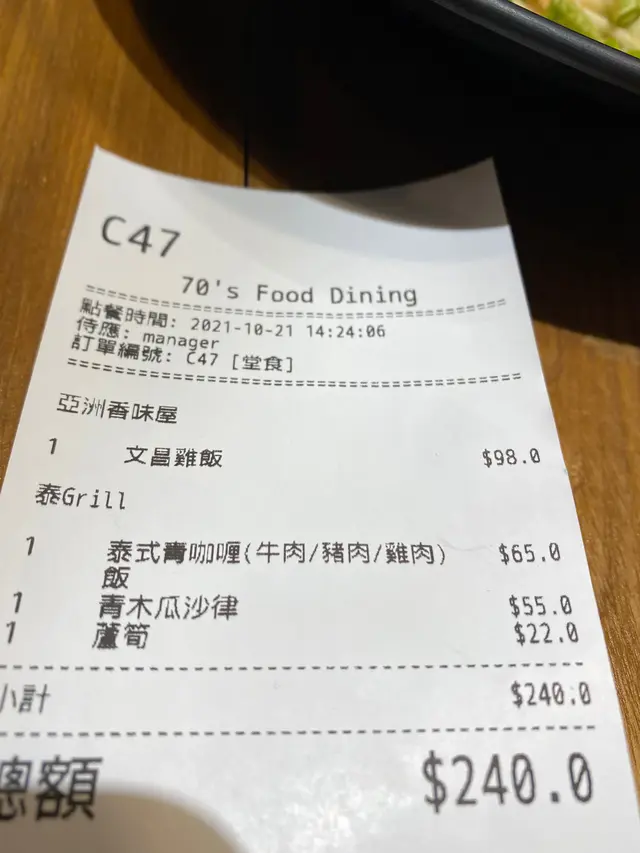 C47
70's Food Dining
點餐時間: 2021-10-21 14:24:06
侍應: manager
訂單編號: C47 [堂食]
亞洲香味屋
1 文昌雞飯 $98.0
泰Grill
1 泰式青咖喱(牛肉/豬肉/雞肉) $65.0
飯
1 青木瓜沙律 $55.0
1 蘆筍 $22.0
小計 $240.0
總額 $240.0